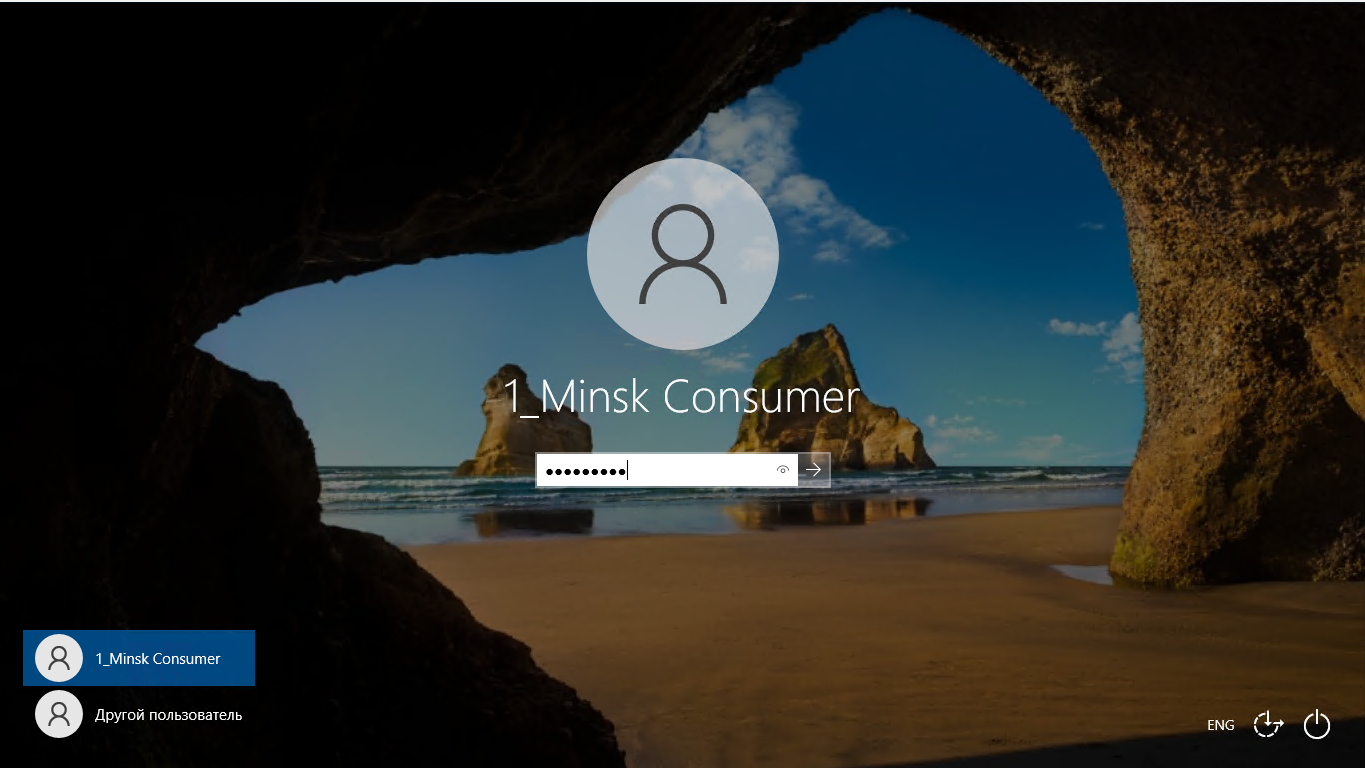 1_Minsk Consumer
●●●●●●●●●
1_Minsk Consumer
Другой пользователь
ENG